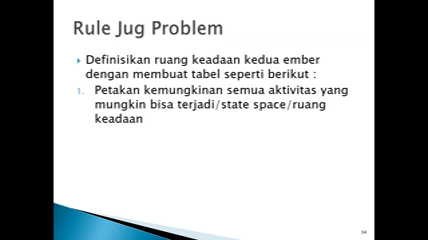 Rule Jug Problem
Definisikan ruang keadaan kedua ember
dengan membuat tabel seperti berikut :
1. Petakan kemungkinan semua aktivitas yang
mungkin bisa terjadi/state space/ruang
keadaan